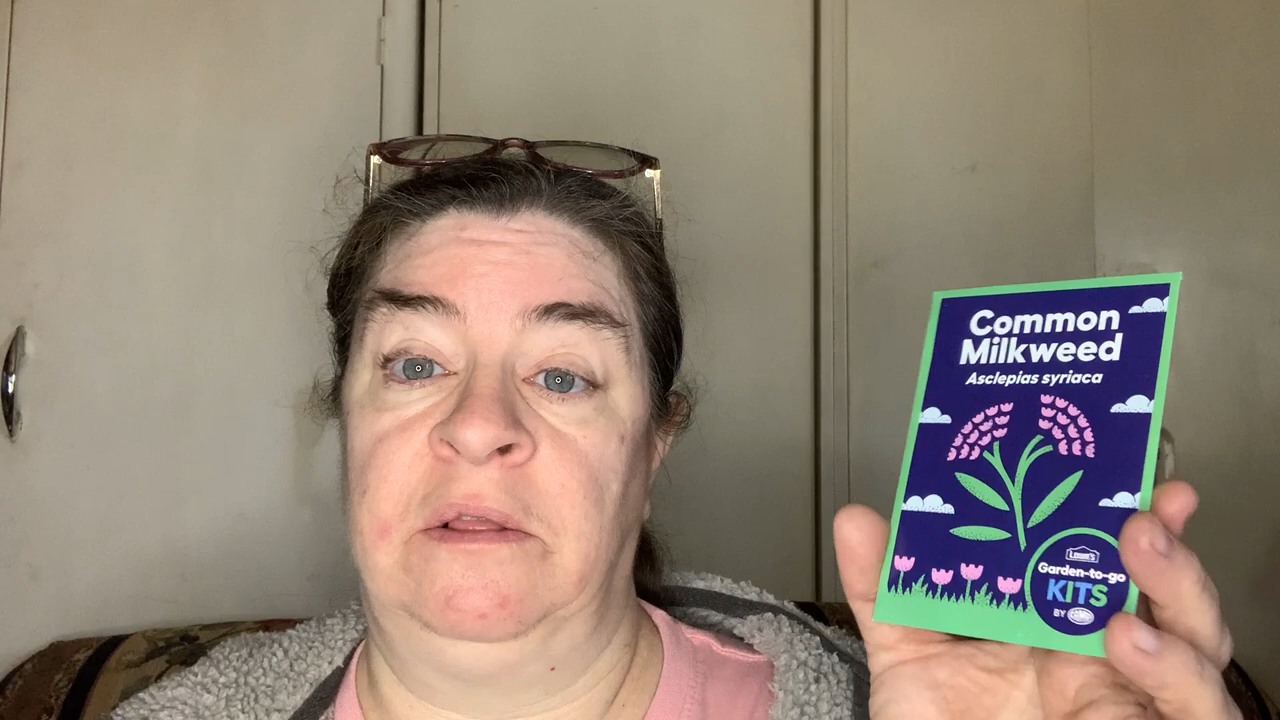 Common
Milkweed
Asclepias syriaca
LOWE'S
Garden-to-go
KITS
BY